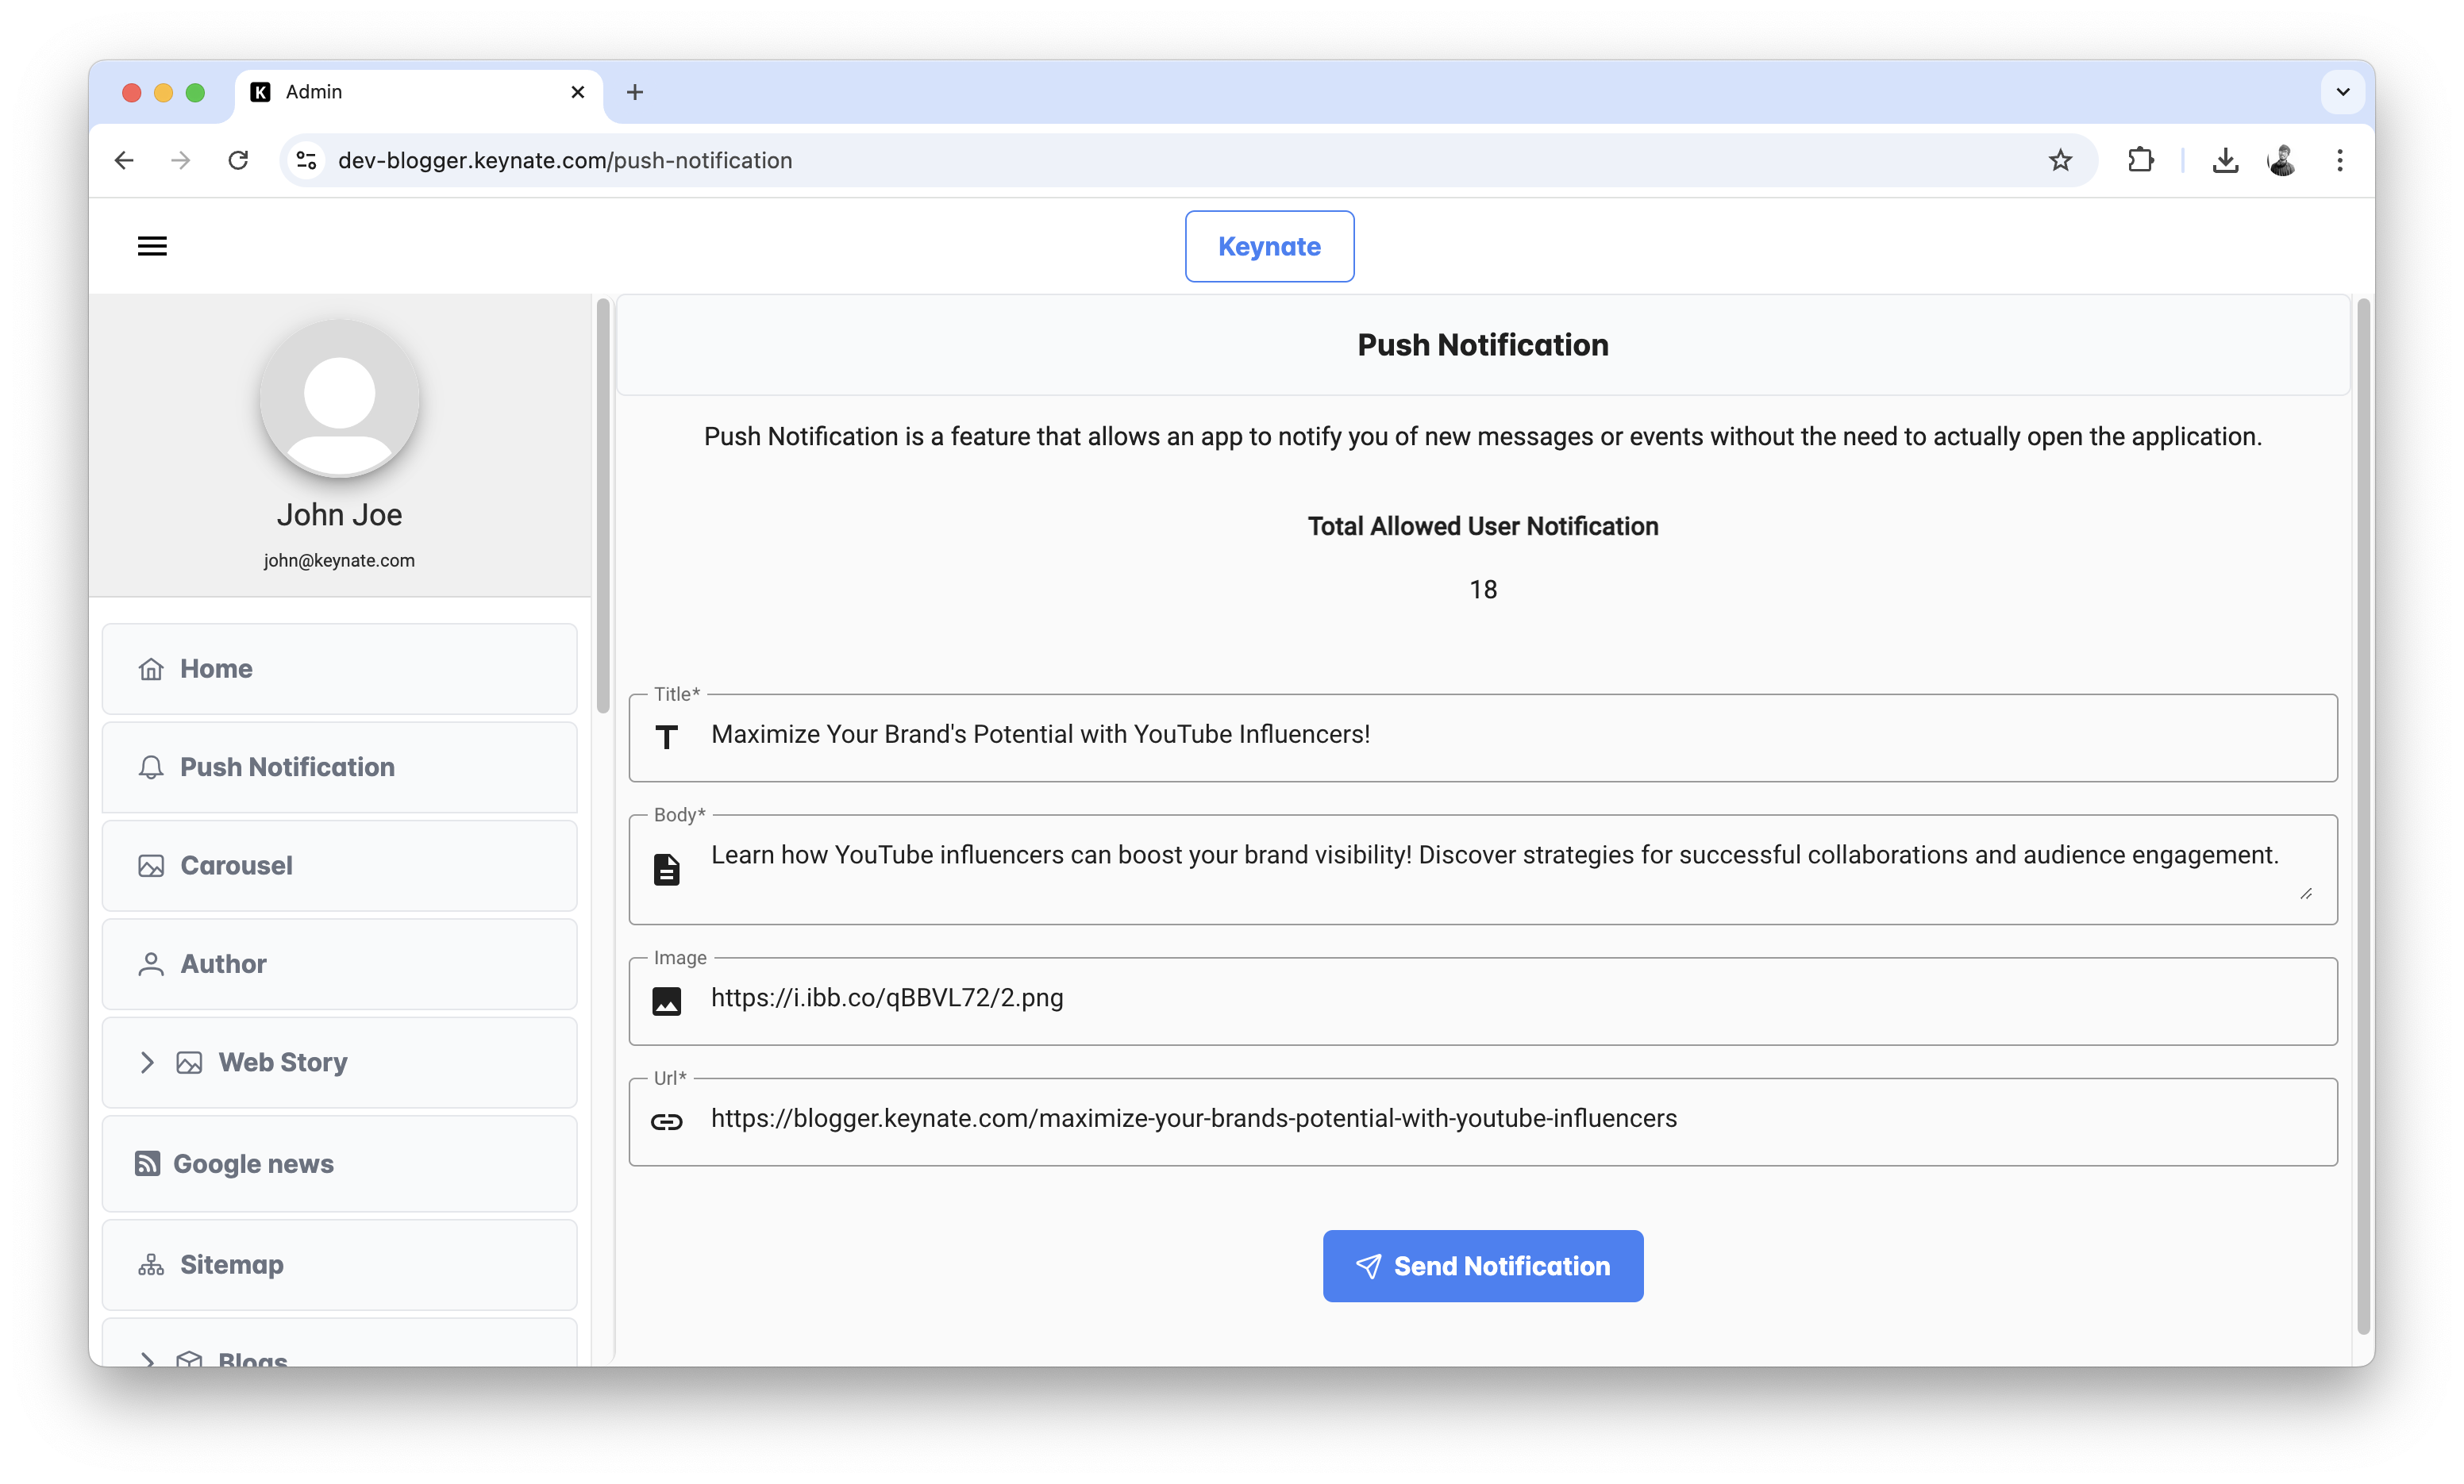 Admin
dev-blogger.keynate.com/push-notification
Keynate
John Joe
john@keynate.com
Home
Push Notification
Carousel
Author
Web Story
Google news
Sitemap
Blogs
Push Notification
Push Notification is a feature that allows an app to notify you of new messages or events without the need to actually open the application.
Total Allowed User Notification
18
Title*
Maximize Your Brand's Potential with YouTube Influencers!
Body*
Learn how YouTube influencers can boost your brand visibility! Discover strategies for successful collaborations and audience engagement.
Image
https://i.ibb.co/qBBVL72/2.png
Url*
https://blogger.keynate.com/maximize-your-brands-potential-with-youtube-influencers
Send Notification